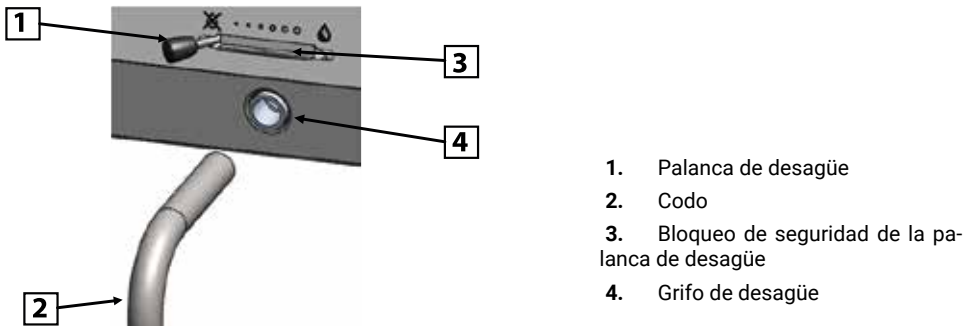 1
3
4
2
1. Palanca de desagüe
2. Codo
3. Bloqueo de seguridad de la pa-
lanca de desagüe
4. Grifo de desagüe